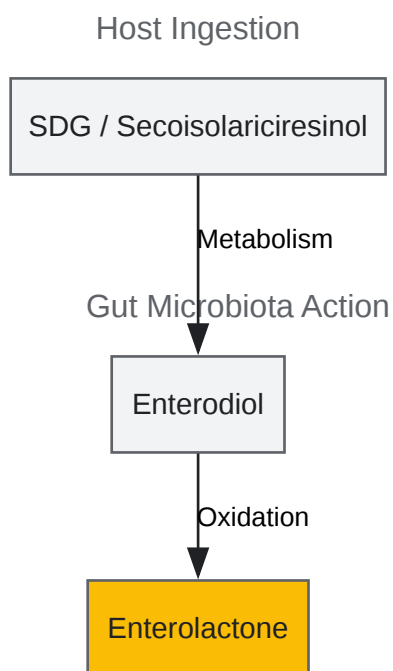 Host Ingestion
SDG / Secoisolariciresinol
Metabolism
Gut Microbiota Action
Enterodiol
Oxidation
Enterolactone